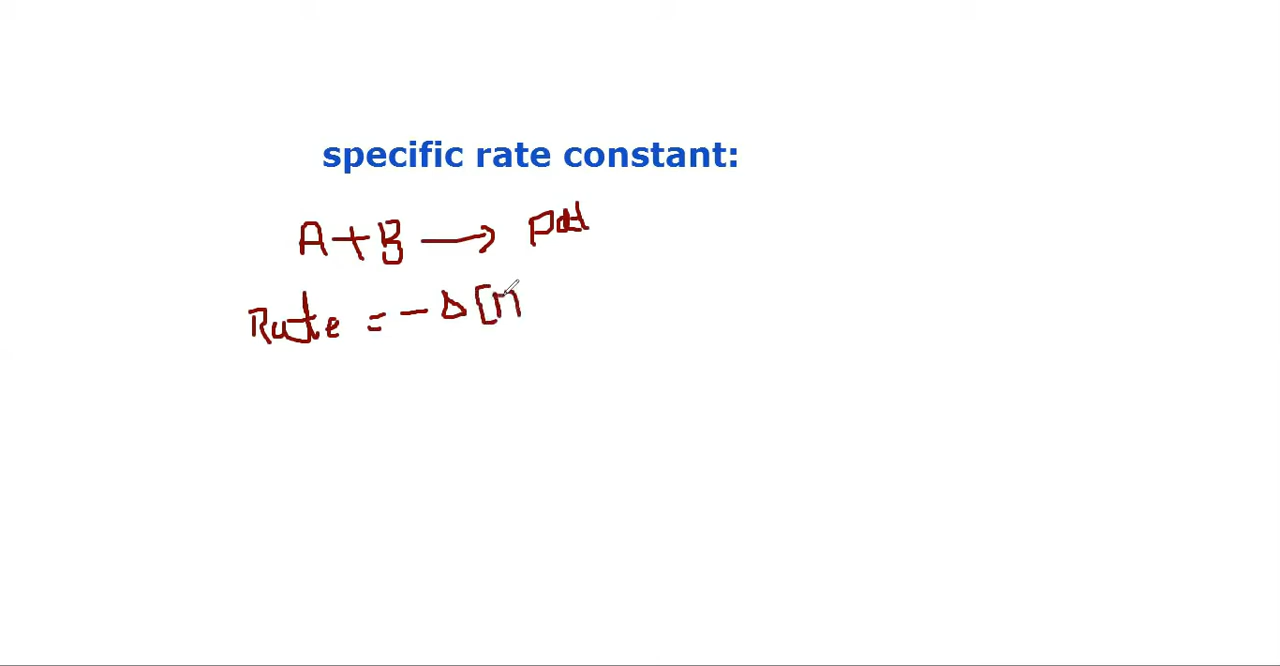 specific rate constant:
A + B → Pdt
Rate = - Δ [A